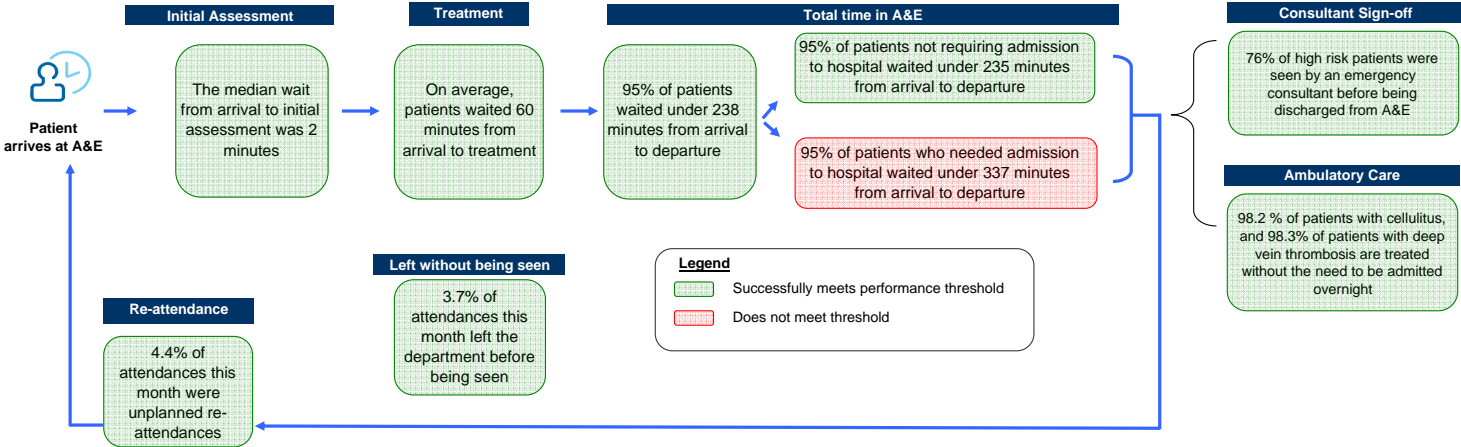 Initial Assessment
Treatment
Total time in A&E
Consultant Sign-off
Patient
arrives at A&E
The median wait
from arrival to initial
assessment was 2
minutes
On average,
patients waited 60
minutes from
arrival to treatment
95% of patients
waited under 238
minutes from arrival
to departure
95% of patients not requiring admission
to hospital waited under 235 minutes
from arrival to departure
95% of patients who needed admission
to hospital waited under 337 minutes
from arrival to departure
76% of high risk patients were
seen by an emergency
consultant before being
discharged from A&E
Ambulatory Care
98.2 % of patients with cellulitus,
and 98.3% of patients with deep
vein thrombosis are treated
without the need to be admitted
overnight
Left without being seen
3.7% of
attendances this
month left the
department before
being seen
Legend
Successfully meets performance threshold
Does not meet threshold
Re-attendance
4.4% of
attendances this
month were
unplanned re-
attendances